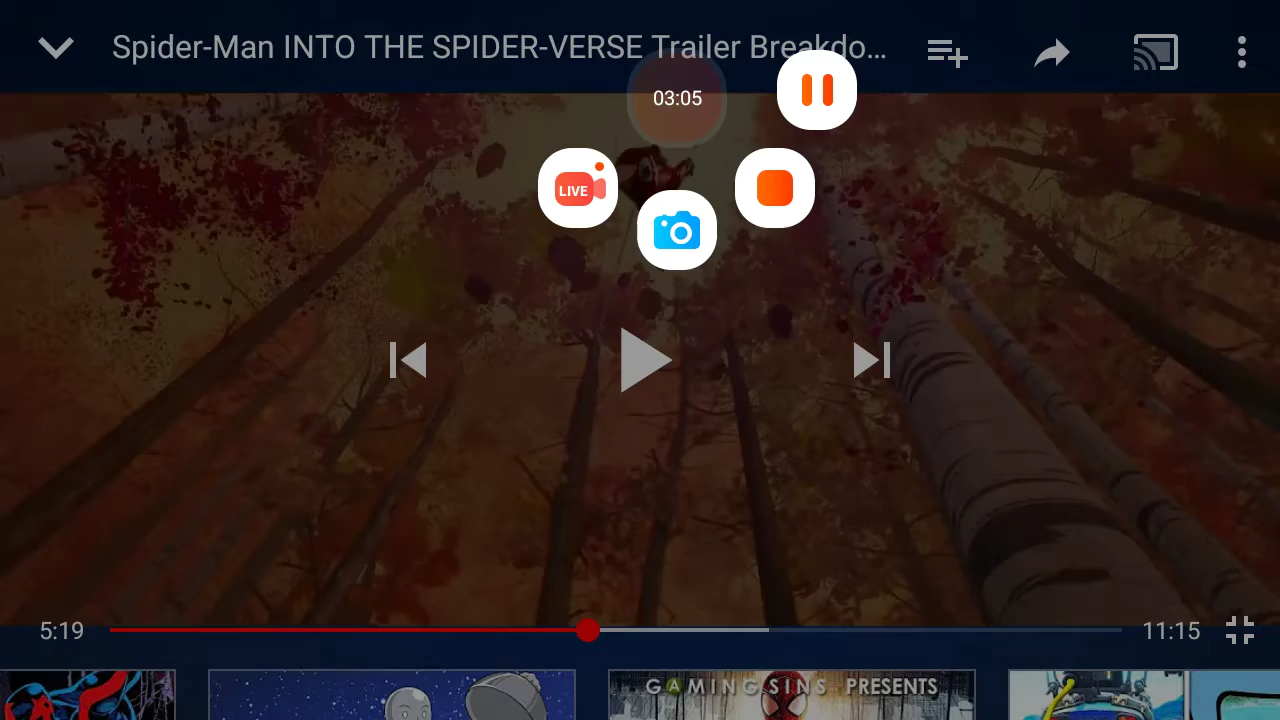 Spider-Man INTO THE SPIDER-VERSE Trailer Breakdo...
03:05
LIVE
5:19
11:15
GAMING SINS PRESENTS